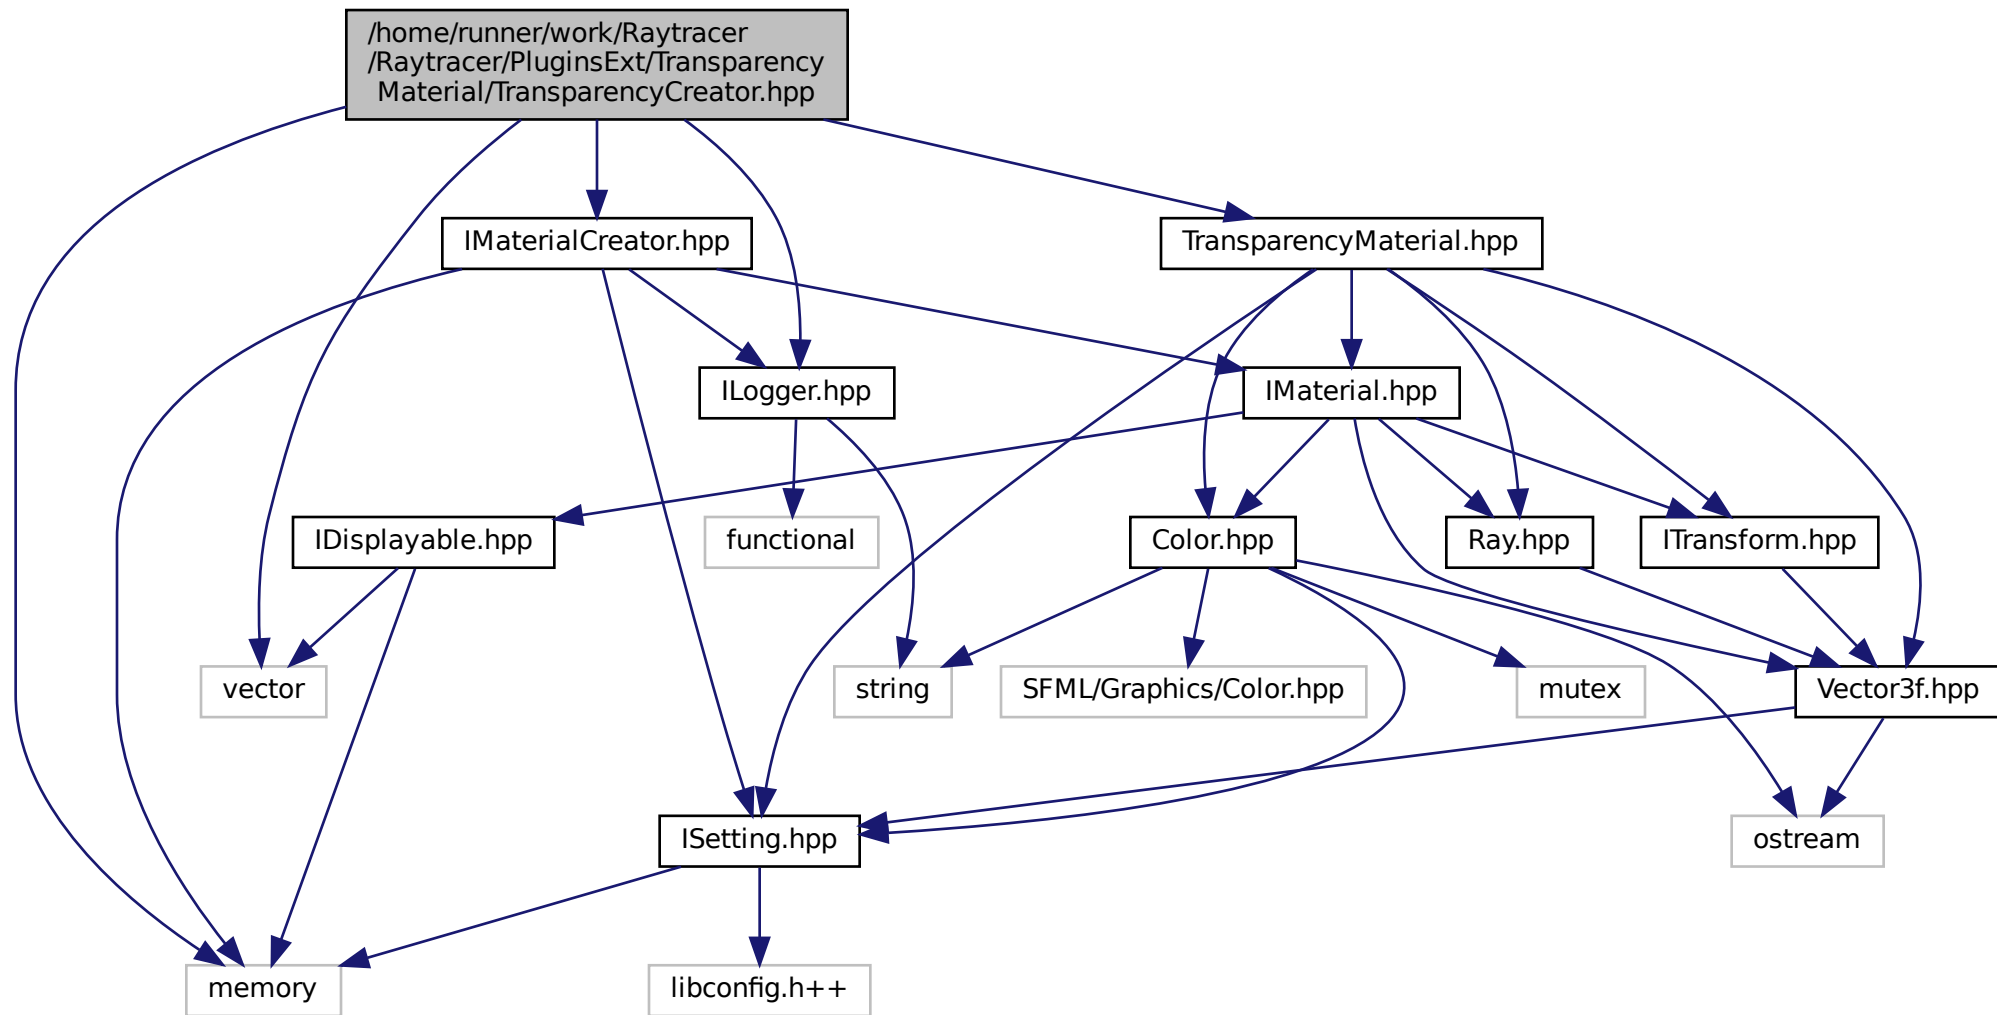 /home/runner/work/Raytracer
/Raytracer/PluginsExt/Transparency
Material/TransparencyCreator.hpp
IMaterialCreator.hpp
TransparencyMaterial.hpp
ILogger.hpp
IMaterial.hpp
IDisplayable.hpp
functional
Color.hpp
Ray.hpp
ITransform.hpp
vector
string
SFML/Graphics/Color.hpp
mutex
Vector3f.hpp
ISetting.hpp
ostream
memory
libconfig.h++